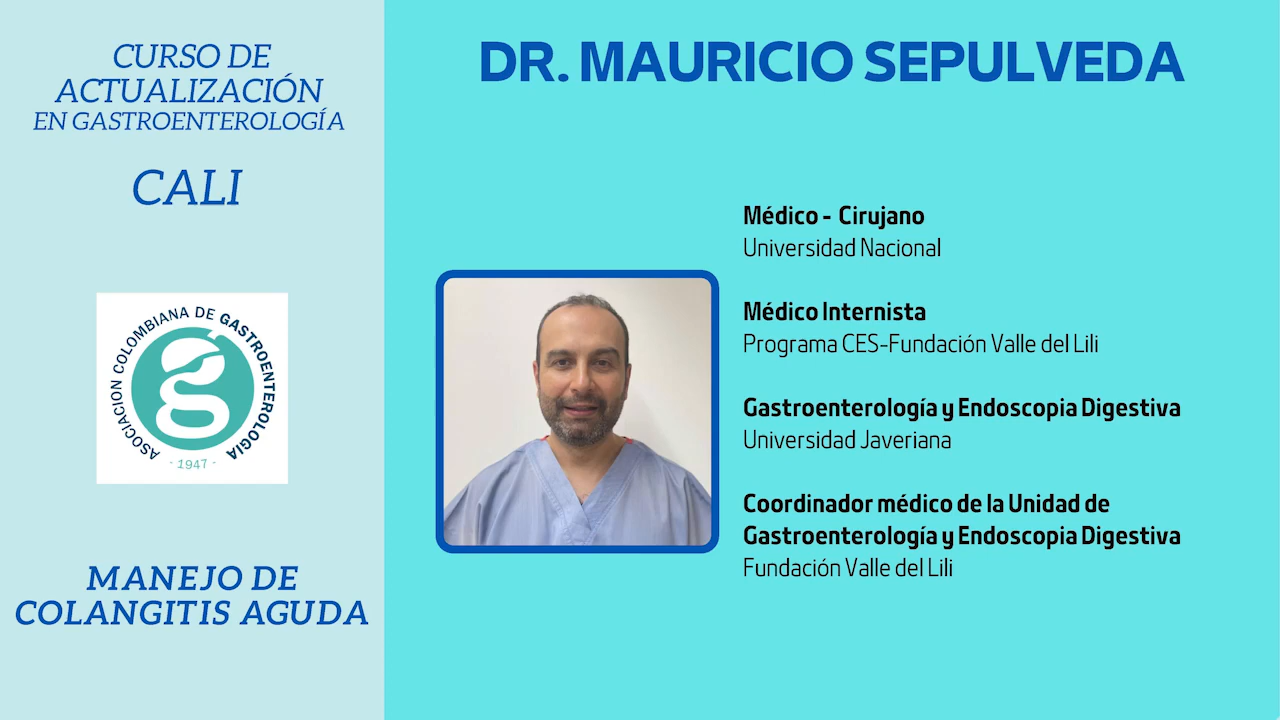 CURSO DE
ACTUALIZACIÓN
EN GASTROENTEROLOGÍA
CALI
ASOCIACION COLOMBIANA DE GASTROENTEROLOGIA
- 1947 -
MANEJO DE
COLANGITIS AGUDA
DR. MAURICIO SEPULVEDA
Médico - Cirujano
Universidad Nacional
Médico Internista
Programa CES-Fundación Valle del Lili
Gastroenterología y Endoscopia Digestiva
Universidad Javeriana
Coordinador médico de la Unidad de
Gastroenterología y Endoscopia Digestiva
Fundación Valle del Lili